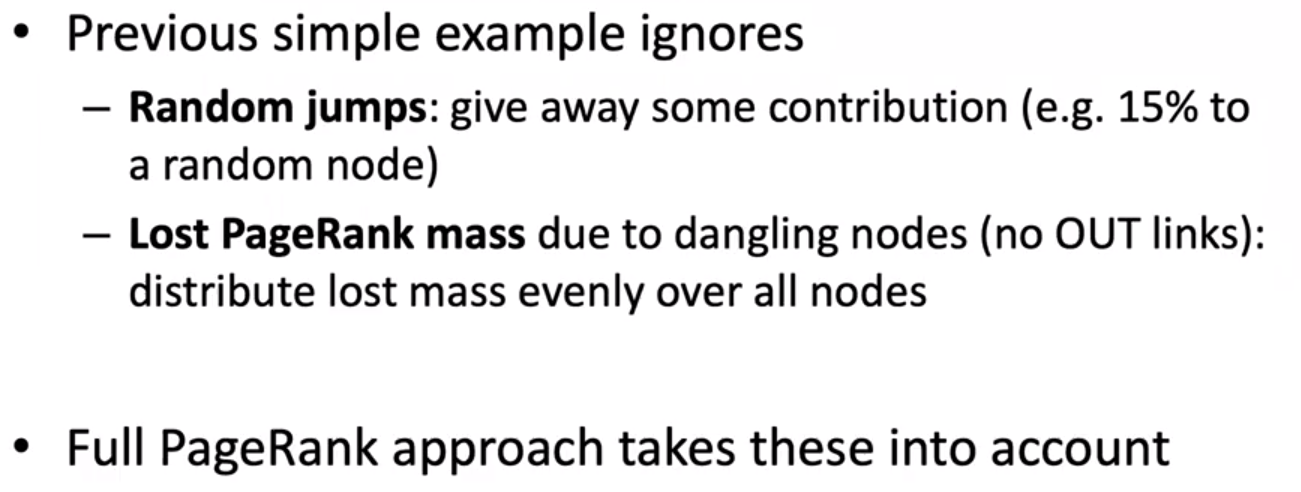 • Previous simple example ignores
– Random jumps: give away some contribution (e.g. 15% to
a random node)
– Lost PageRank mass due to dangling nodes (no OUT links):
distribute lost mass evenly over all nodes
• Full PageRank approach takes these into account